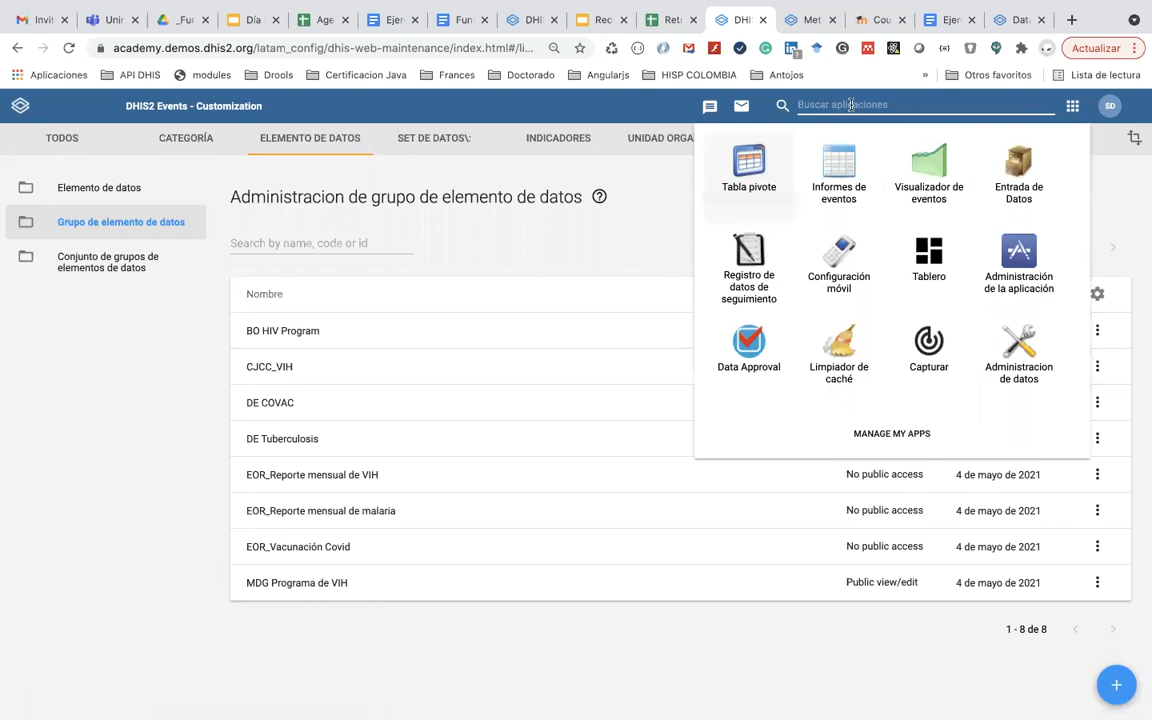 Invit
Unir
_Fur
Día
Age
Ejerc
Fun
DHI
Rec
Retr
DHI
Met
Cou
Ejer
Data
academy.demos.dhis2.org/latam_config/dhis-web-maintenance/index.html#/li...
Actualizar
Aplicaciones
API DHIS
modules
Drools
Certificacion Java
Frances
Doctorado
Angularjs
HISP COLOMBIA
Antojos
»
Otros favoritos
Lista de lectura
DHIS2 Events - Customization
Buscar aplicaciones
SD
TODOS
CATEGORÍA
ELEMENTO DE DATOS
SET DE DATOS\:
INDICADORES
UNIDAD ORGA
Elemento de datos
Grupo de elemento de datos
Conjunto de grupos de
elementos de datos
Administracion de grupo de elemento de datos
Search by name, code or id
Nombre
BO HIV Program
CJCC_VIH
DE COVAC
DE Tuberculosis
EOR_Reporte mensual de VIH
No public access
4 de mayo de 2021
EOR_Reporte mensual de malaria
No public access
4 de mayo de 2021
EOR_Vacunación Covid
No public access
4 de mayo de 2021
MDG Programa de VIH
Public view/edit
4 de mayo de 2021
1 - 8 de 8
Tabla pivote
Informes de
eventos
Visualizador de
eventos
Entrada de
Datos
Registro de
datos de
seguimiento
Configuración
móvil
Tablero
Administración
de la aplicación
Data Approval
Limpiador de
caché
Capturar
Administracion
de datos
MANAGE MY APPS